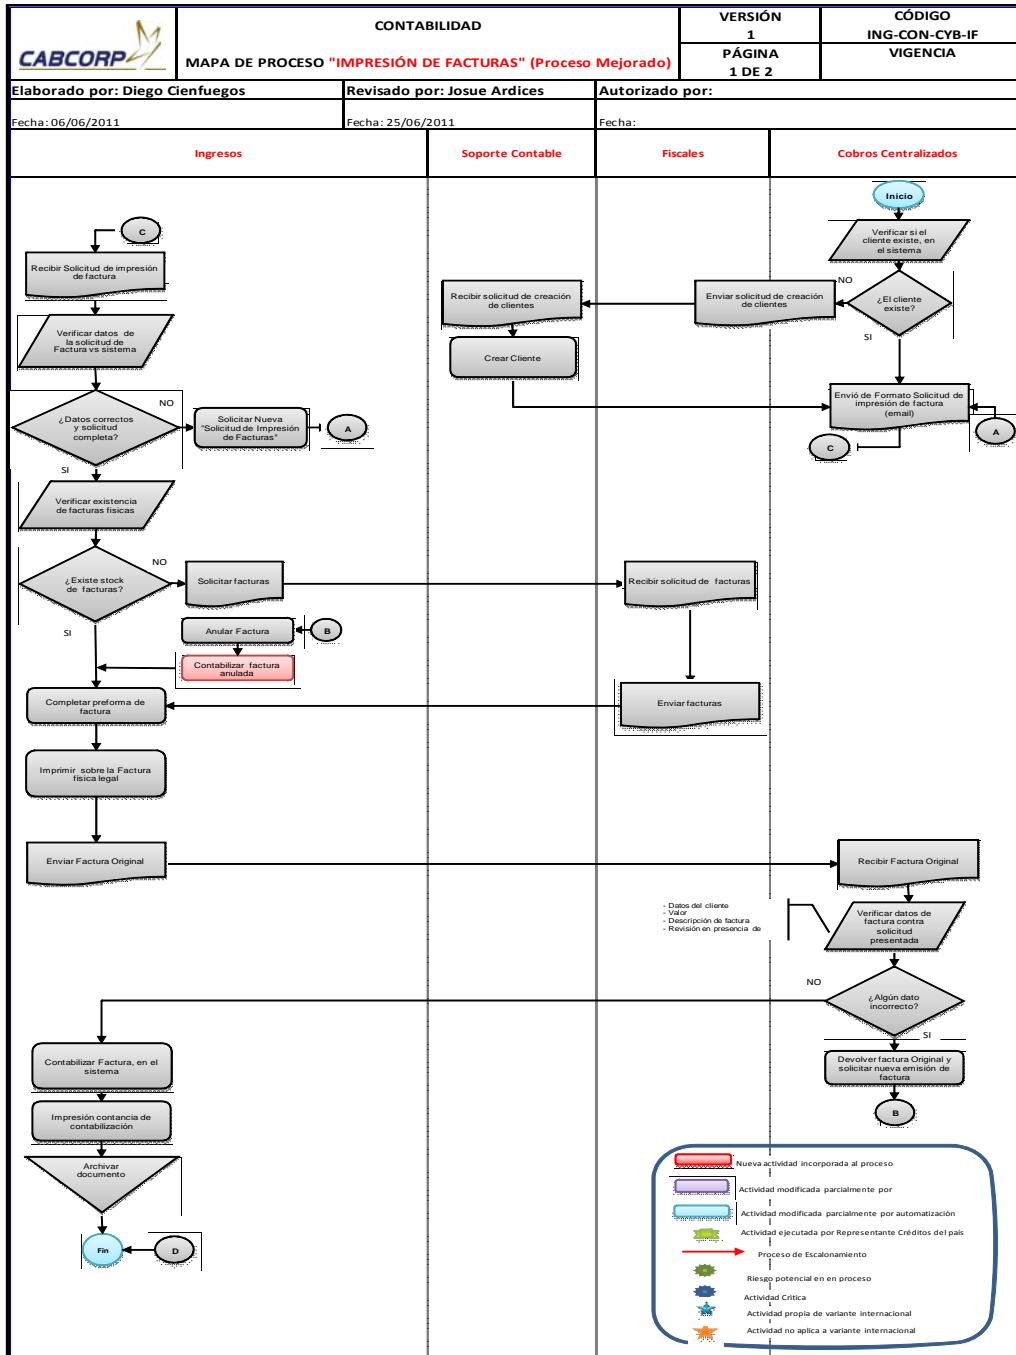 CABCORP
CONTABILIDAD
MAPA DE PROCESO "IMPRESIÓN DE FACTURAS" (Proceso Mejorado)
VERSIÓN
1
CÓDIGO
ING-CON-CYB-IF
PÁGINA
1 DE 2
VIGENCIA
Elaborado por: Diego Cienfuegos
Revisado por: Josue Ardices
Autorizado por:
Fecha: 06/06/2011
Fecha: 25/06/2011
Fecha:
Ingresos
Soporte Contable
Fiscales
Cobros Centralizados
Inicio
C
Verificar si el
cliente existe, en
el sistema
Recibir Solicitud de impresión
de factura
Recibir solicitud de creación
de clientes
Enviar solicitud de creación
de clientes
NO
¿El cliente
existe?
SI
Verificar datos de
la solicitud de
Factura vs sistema
Crear Cliente
¿Datos correctos
y solicitud
completa?
NO
Solicitar Nueva
"Solicitud de Impresión
de Facturas"
A
Envió de Formato Solicitud de
impresión de factura
(email)
A
C
SI
Verificar existencia
de facturas fisicas
¿Existe stock
de facturas?
NO
Solicitar facturas
Recibir solicitud de facturas
SI
Anular Factura
B
Contabilizar factura
anulada
Completar preforma de
factura
Enviar facturas
Imprimir sobre la Factura
física legal
Enviar Factura Original
Recibir Factura Original
- Datos del cliente
- Valor
- Descripción de factura
- Revisión en presencia de
Verificar datos de
factura contra
solicitud
presentada
NO
¿Algún dato
incorrecto?
SI
Contabilizar Factura, en el
sistema
Devolver factura Original y
solicitar nueva emisión de
factura
B
Impresión contancia de
contabilización
Archivar
documento
Fin
D
Nueva actividad incorporada al proceso
Actividad modificada parcialmente por
Actividad modificada parcialmente por automatización
Actividad ejecutada por Representante Créditos del país
Proceso de Escalonamiento
Riesgo potencial en en proceso
Actividad Critica
Actividad propia de variante internacional
Actividad no aplica a variante internacional